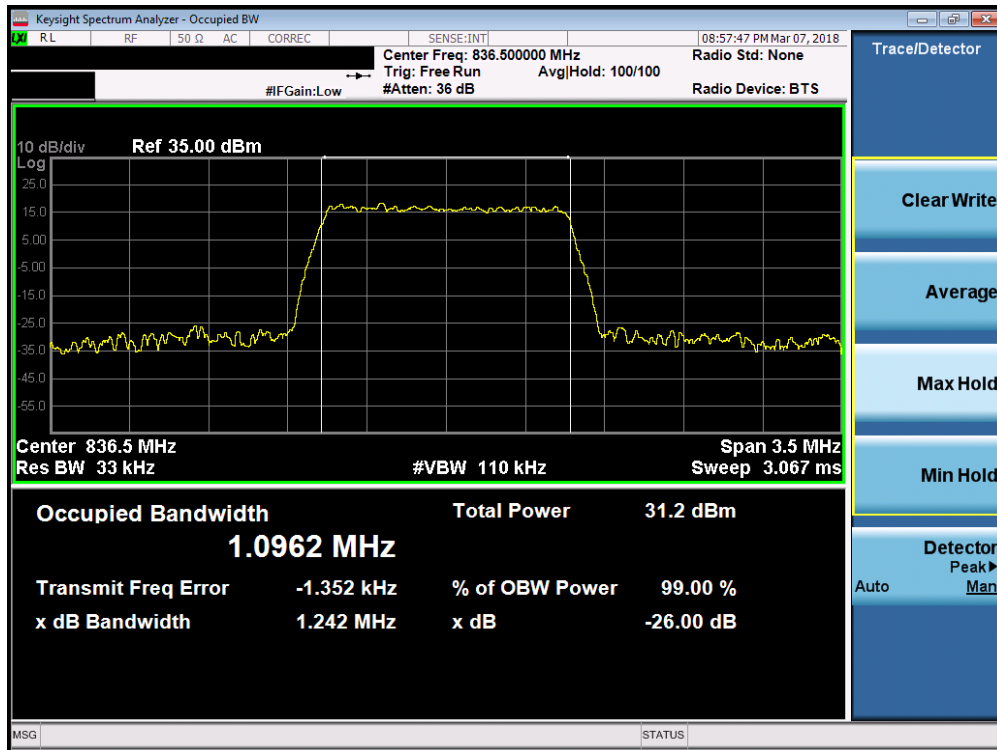 Keysight Spectrum Analyzer - Occupied BW
LXI RL RF 50 Ω AC CORREC SENSE:INT 08:57:47 PM Mar 07, 2018
Center Freq: 836.500000 MHz Radio Std: None
Trig: Free Run Avg|Hold: 100/100
#IFGain:Low #Atten: 36 dB Radio Device: BTS
10 dB/div Ref 35.00 dBm
Log
25.0
15.0
5.00
-5.00
-15.0
-25.0
-35.0
-45.0
-55.0
Center 836.5 MHz Span 3.5 MHz
Res BW 33 kHz #VBW 110 kHz Sweep 3.067 ms
Occupied Bandwidth Total Power 31.2 dBm
1.0962 MHz
Transmit Freq Error -1.352 kHz % of OBW Power 99.00 %
x dB Bandwidth 1.242 MHz x dB -26.00 dB
MSG STATUS
Trace/Detector
Clear Write
Average
Max Hold
Min Hold
Detector
Peak▶
Auto Man